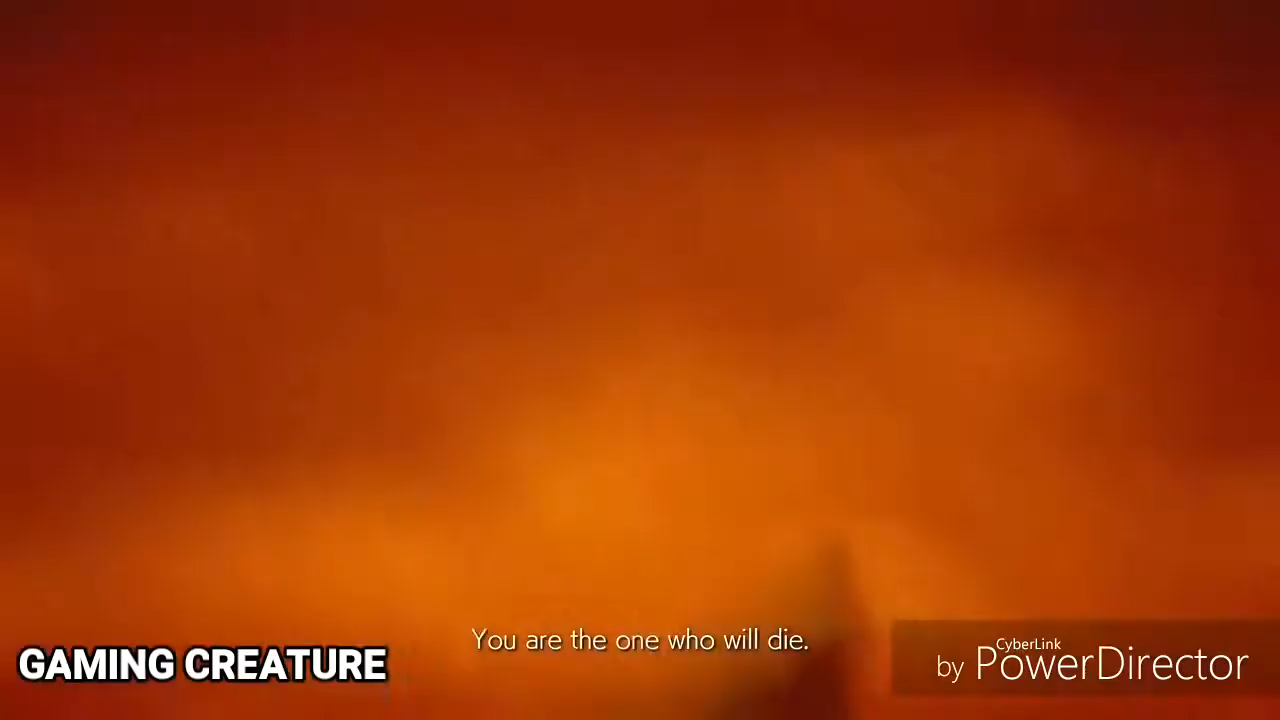 You are the one who will die.
GAMING CREATURE
CyberLink
by PowerDirector